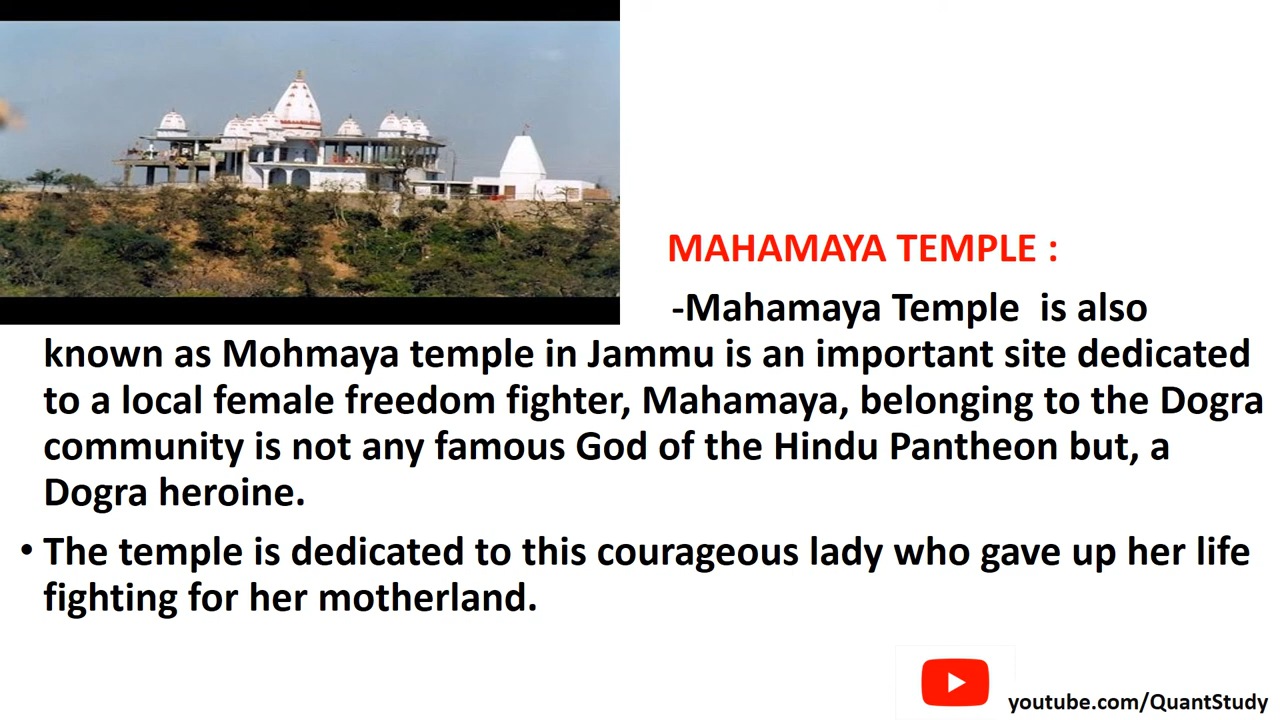 MAHAMAYA TEMPLE :
-Mahamaya Temple is also
known as Mohmaya temple in Jammu is an important site dedicated
to a local female freedom fighter, Mahamaya, belonging to the Dogra
community is not any famous God of the Hindu Pantheon but, a
Dogra heroine.
• The temple is dedicated to this courageous lady who gave up her life
fighting for her motherland.
youtube.com/QuantStudy